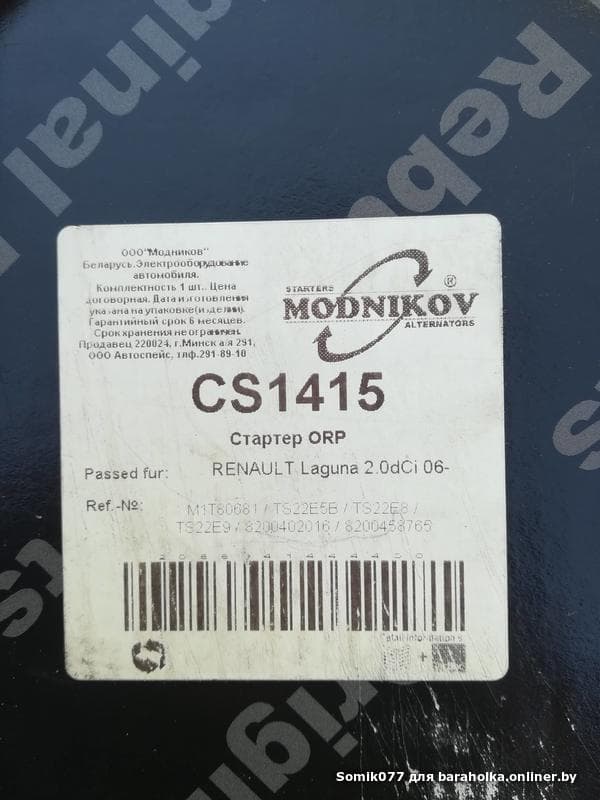 ООО"Модников"
Беларусь.Электрооборудование
автомобиля.
Комплектность 1 шт.. Цена
договорная. Дата изготовления
указана на упаковке(изделии).
Гарантийный срок 6 месяцев.
Срок хранения не ограничен.
Продавец 220024, г.Минск а/я 291,
ООО Автоспейс, тлф.291-89-10
STARTERS
MODNIKOV®
ALTERNATORS
CS1415
Стартер ORP
Passed fur: RENAULT Laguna 2.0dCi 06-
Ref.-№: M1T80681 / TS22E5B / TS22E8 /
TS22E9 / 8200402016 / 8200458765
+
Somik077 для baraholka.onliner.by